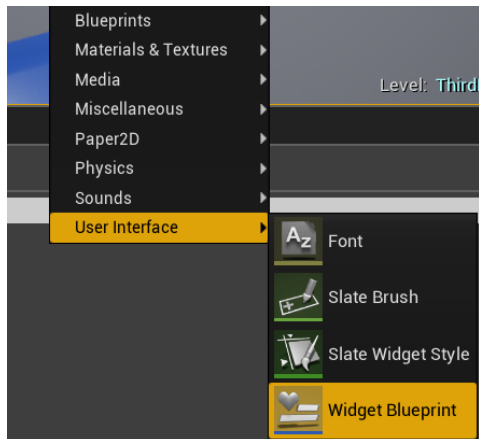 Blueprints
Materials & Textures
Media
Level: Third
Miscellaneous
Paper2D
Physics
Sounds
User Interface
Font
Slate Brush
Slate Widget Style
Widget Blueprint